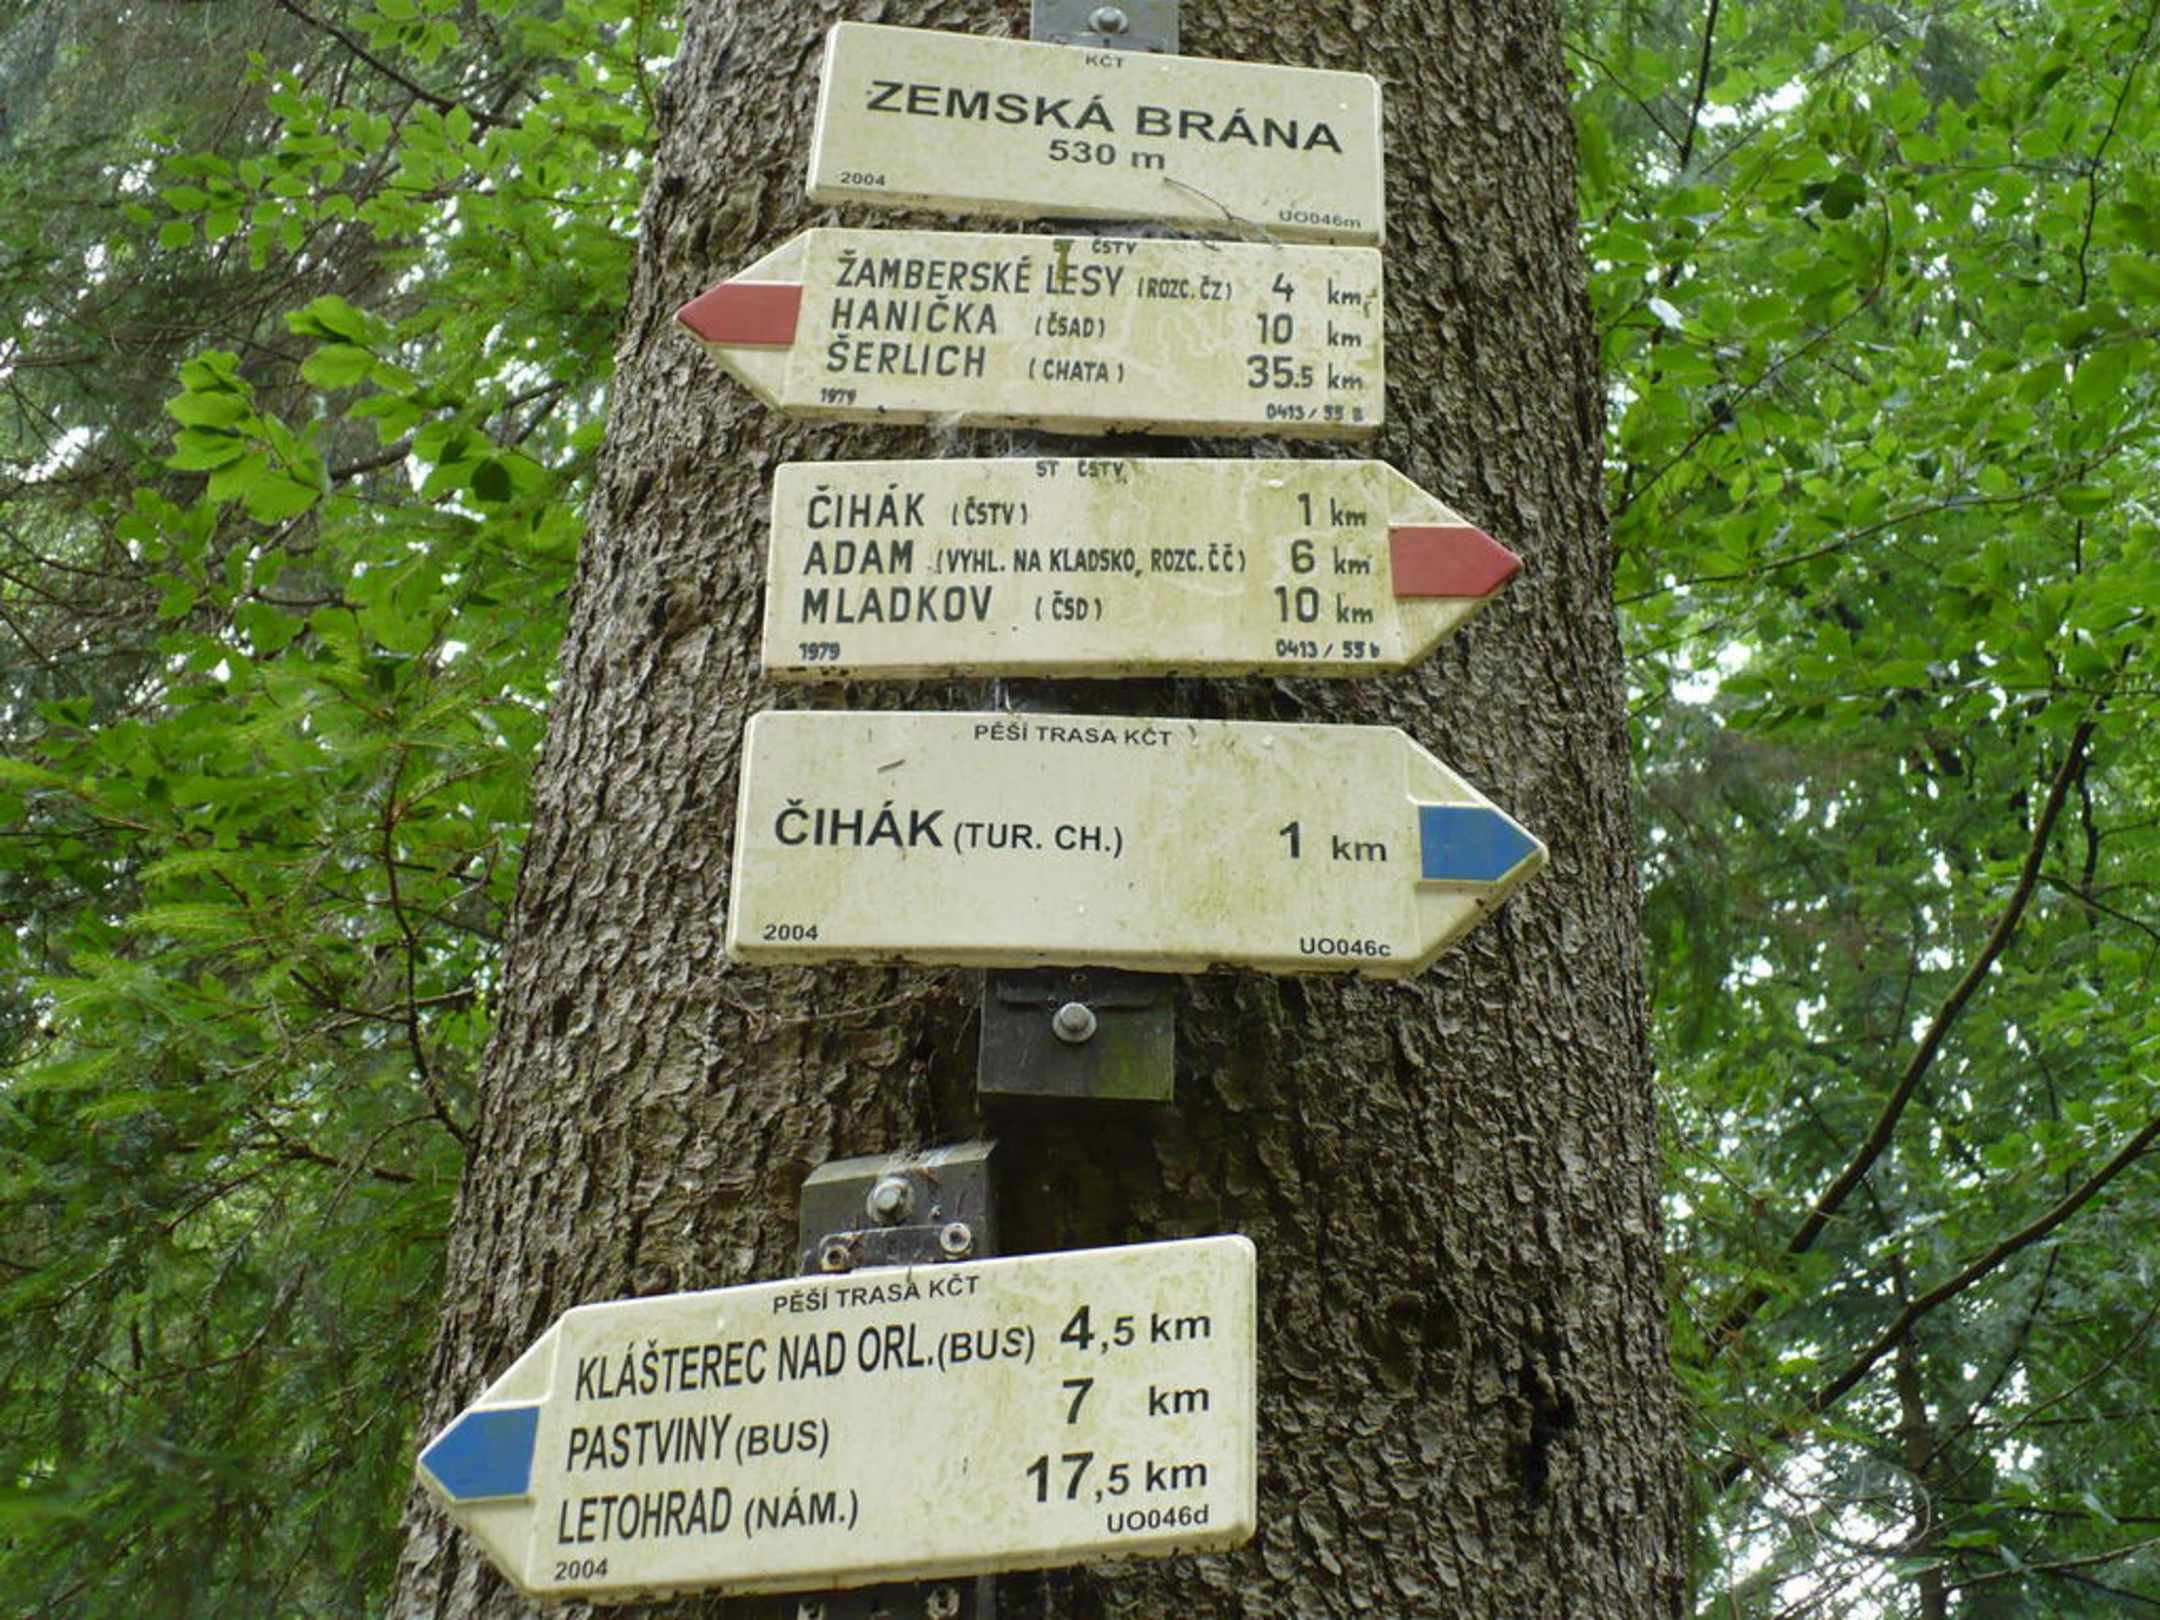 KČT
ZEMSKÁ BRÁNA
530 m
2004 UO046m
ST ČSTV
ŽAMBERSKÉ LESY (ROZC. ČZ) 4 km
HANIČKA (ČSAD) 10 km
ŠERLICH (CHATA) 35.5 km
1979 0413 / 55
ST ČSTV
ČIHÁK (ČSTV) 1 km
ADAM (VYHL. NA KLADSKO, ROZC. ČČ) 6 km
MLADKOV (ČSD) 10 km
1979 0413 / 55 b
PĚŠÍ TRASA KČT
ČIHÁK (TUR. CH.) 1 km
2004 UO046c
PĚŠÍ TRASA KČT
KLÁŠTEREC NAD ORL.(BUS) 4,5 km
PASTVINY (BUS) 7 km
LETOHRAD (NÁM.) 17,5 km
2004 UO046d